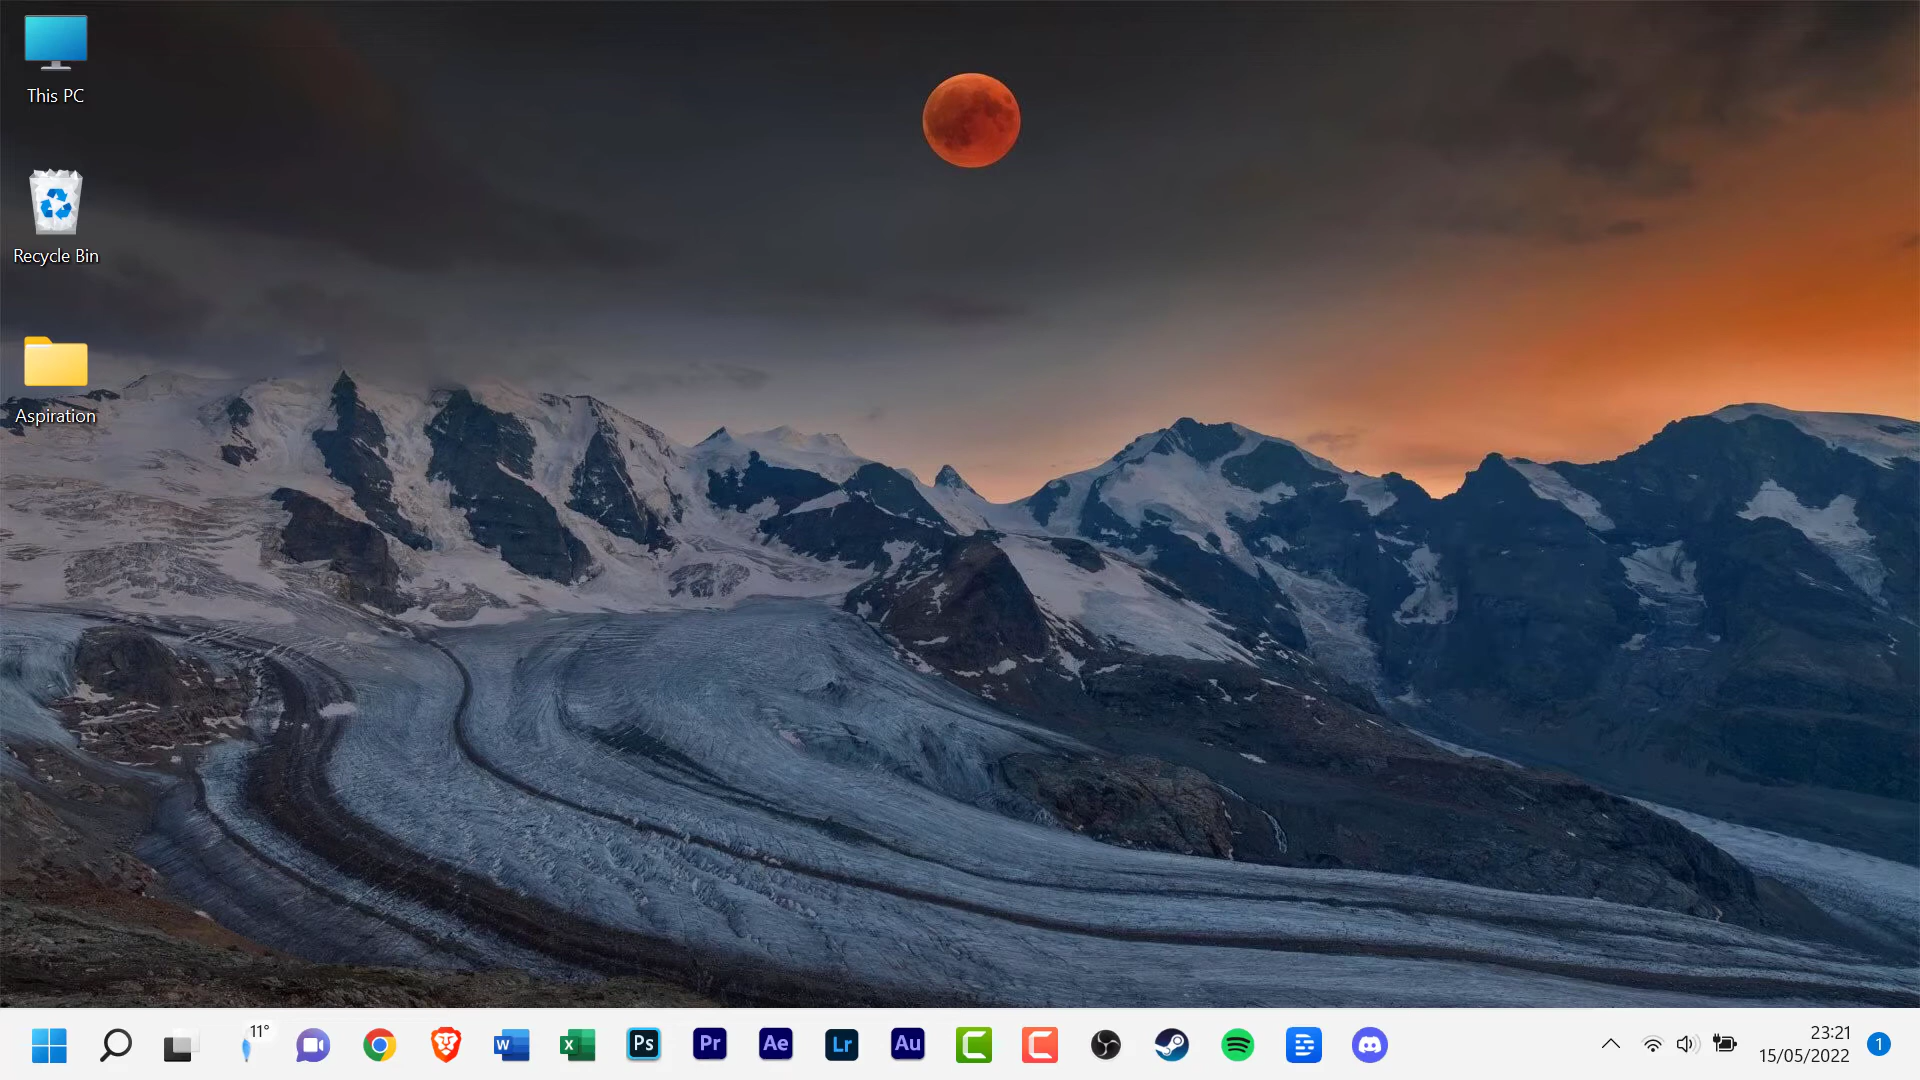 This PC
Recycle Bin
Aspiration
11°
W
X
Ps
Pr
Ae
Lr
Au
23:21
15/05/2022
1